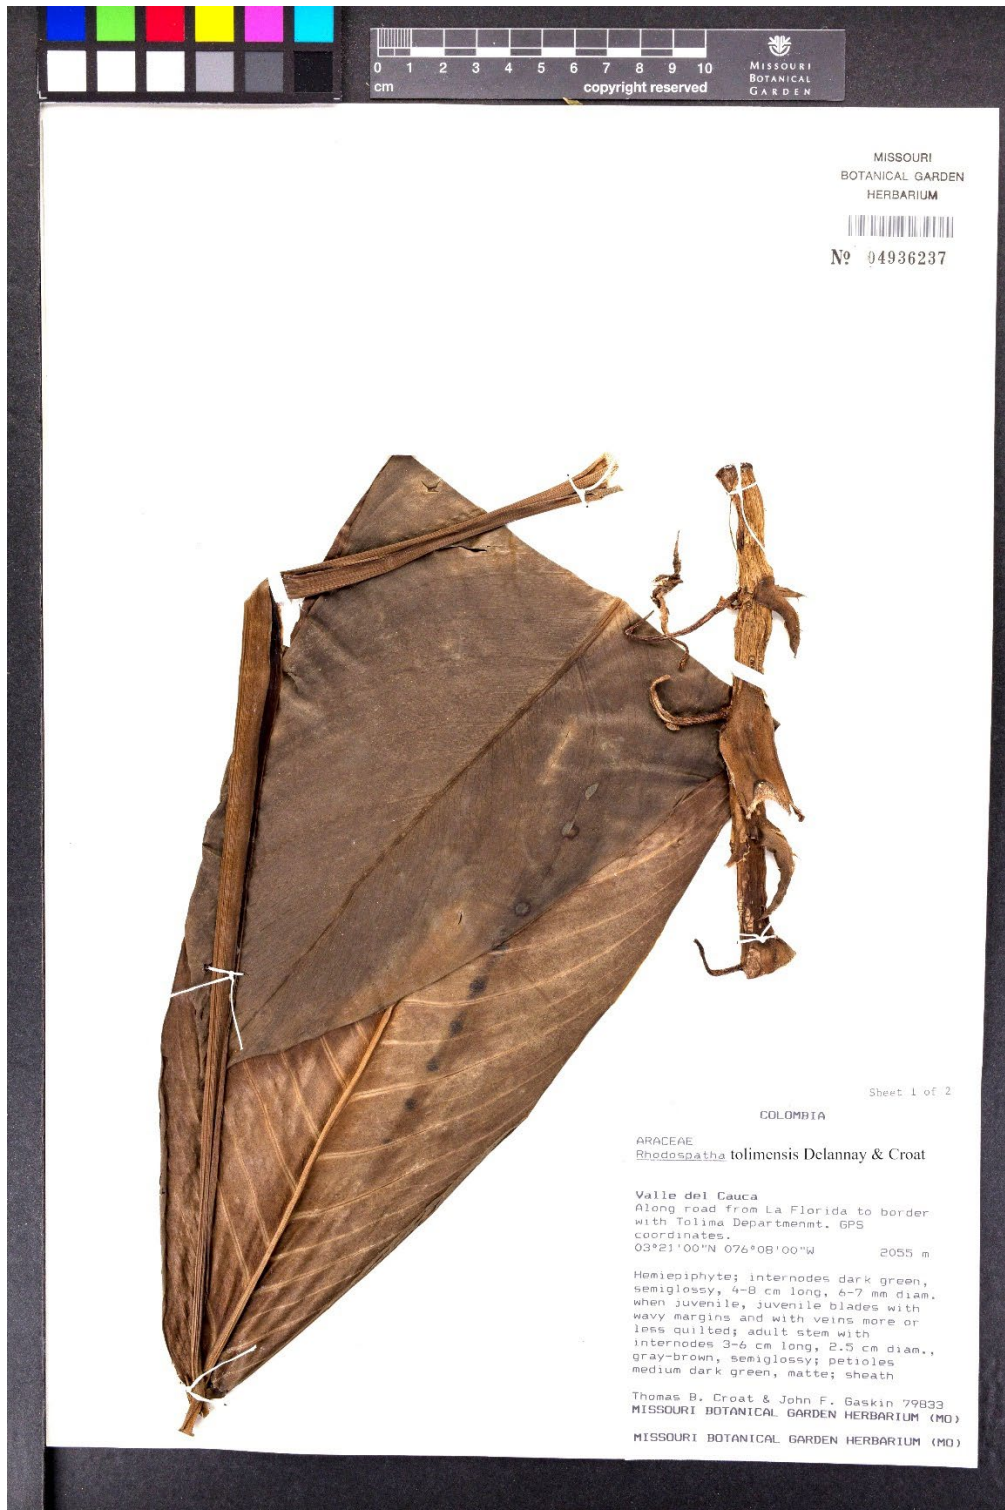 0 1 2 3 4 5 6 7 8 9 10
cm
copyright reserved
MISSOURI
BOTANICAL
GARDEN
MISSOURI
BOTANICAL GARDEN
HERBARIUM
Nº 04936237
Sheet 1 of 2
COLOMBIA
ARACEAE
Rhodospatha tolimensis Delannay & Croat
Valle del Cauca
Along road from La Florida to border
with Tolima Departmenmt. GPS
coordinates.
03°21'00"N 076°08'00"W 2055 m
Hemiepiphyte; internodes dark green,
semiglossy, 4-8 cm long, 6-7 mm diam.
when juvenile, juvenile blades with
wavy margins and with veins more or
less quilted; adult stem with
internodes 3-6 cm long, 2.5 cm diam.,
gray-brown, semiglossy; petioles
medium dark green, matte; sheath
Thomas B. Croat & John F. Gaskin 79833
MISSOURI BOTANICAL GARDEN HERBARIUM (MO)
MISSOURI BOTANICAL GARDEN HERBARIUM (MO)